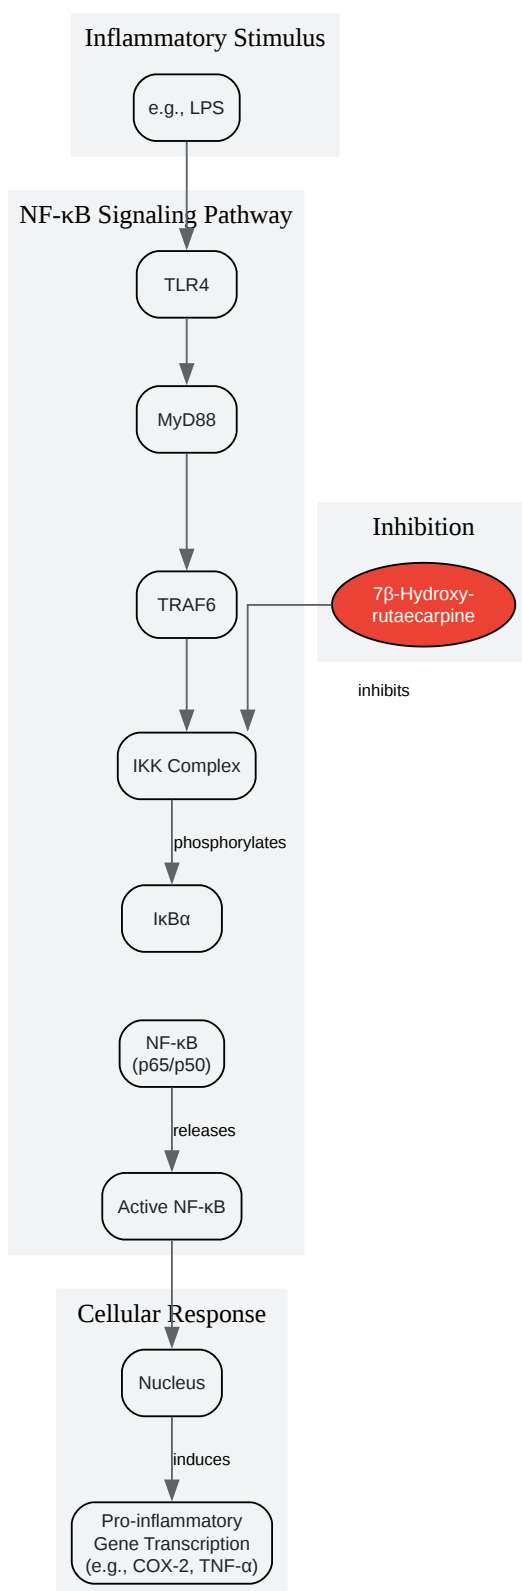 Inflammatory Stimulus
e.g., LPS
NF-κB Signaling Pathway
TLR4
MyD88
Inhibition
TRAF6
7β-Hydroxy-
rutaecarpine
inhibits
IKK Complex
phosphorylates
IκBα
NF-κB
(p65/p50)
releases
Active NF-κB
Cellular Response
Nucleus
induces
Pro-inflammatory
Gene Transcription
(e.g., COX-2, TNF-α)